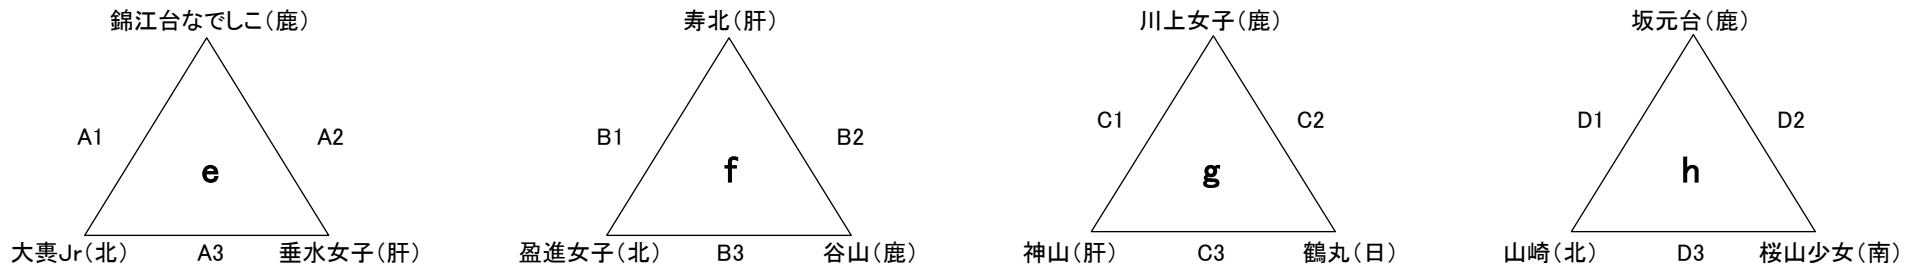 錦江台なでしこ（鹿） 寿北（肝） 川上女子（鹿） 坂元台（鹿）
A1 A2 B1 B2 C1 C2 D1 D2
e f g h
大裏Jr（北） A3 垂水女子（肝） 盈進女子（北） B3 谷山（鹿） 神山（肝） C3 鶴丸（日） 山崎（北） D3 桜山少女（南）